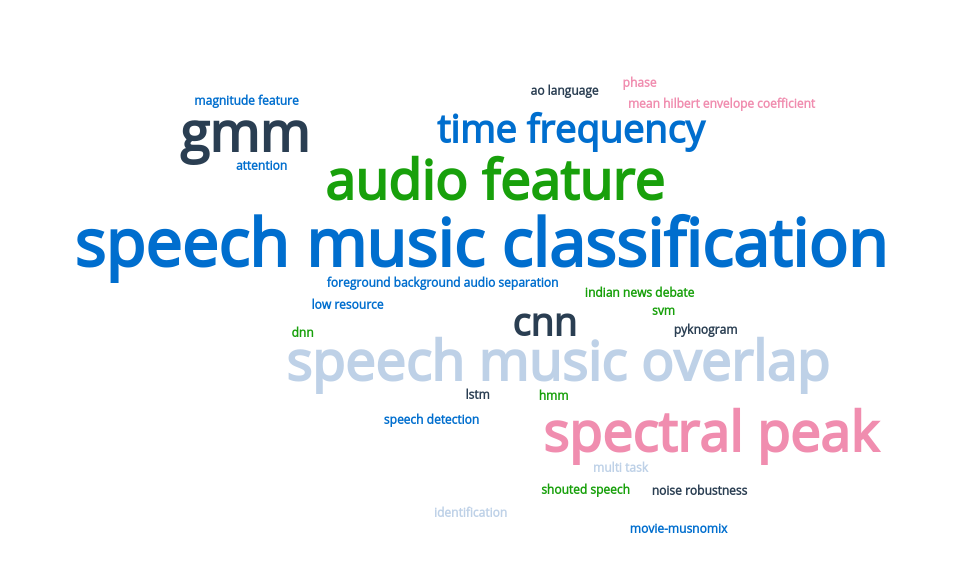 phase
ao language
magnitude feature
mean hilbert envelope coefficient
gmm
time frequency
attention
audio feature
speech music classification
foreground background audio separation
indian news debate
low resource
svm
cnn
pyknogram
dnn
speech music overlap
lstm
hmm
speech detection
spectral peak
multi task
shouted speech
noise robustness
identification
movie-musnomix